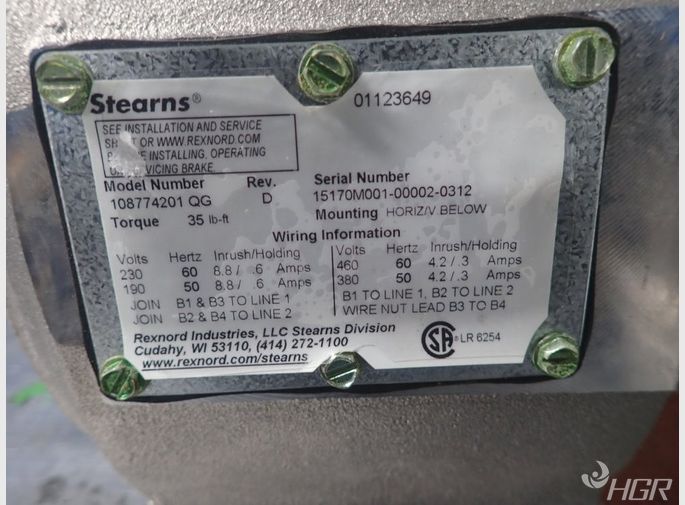 Stearns®
01123649
SEE INSTALLATION AND SERVICE
SH T OR WWW.REXNORD.COM
E INSTALLING, OPERATING
VICING BRAKE.
Model Number Rev. Serial Number
108774201 QG D 15170M001-00002-0312
Torque 35 lb-ft Mounting HORIZ/V BELOW
Wiring Information
Volts Hertz Inrush/Holding
230 60 8.8/ .6 Amps
190 50 8.8/ .6 Amps
JOIN B1 & B3 TO LINE 1
JOIN B2 & B4 TO LINE 2
Volts Hertz Inrush/Holding
460 60 4.2/ .3 Amps
380 50 4.2/ .3 Amps
B1 TO LINE 1, B2 TO LINE 2
WIRE NUT LEAD B3 TO B4
Rexnord Industries, LLC Stearns Division
Cudahy, WI 53110, (414) 272-1100
www.rexnord.com/stearns
SA ® LR 6254
HGR